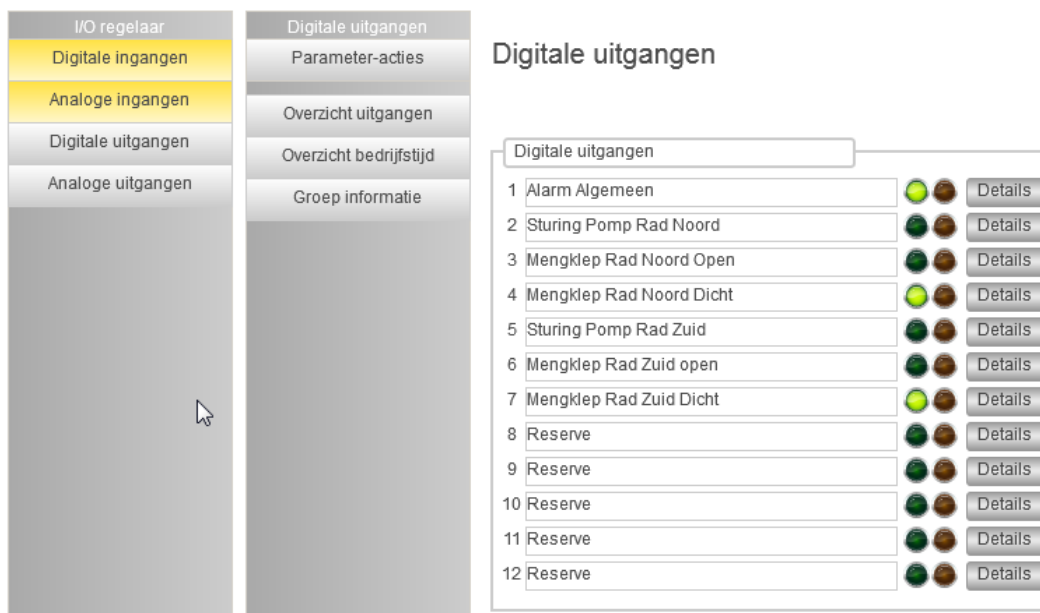 I/O regelaar
Digitale ingangen
Analoge ingangen
Digitale uitgangen
Analoge uitgangen
Digitale uitgangen
Parameter-acties
Overzicht uitgangen
Overzicht bedrijfstijd
Groep informatie
Digitale uitgangen
Digitale uitgangen
1 Alarm Algemeen Details
2 Sturing Pomp Rad Noord Details
3 Mengklep Rad Noord Open Details
4 Mengklep Rad Noord Dicht Details
5 Sturing Pomp Rad Zuid Details
6 Mengklep Rad Zuid open Details
7 Mengklep Rad Zuid Dicht Details
8 Reserve Details
9 Reserve Details
10 Reserve Details
11 Reserve Details
12 Reserve Details